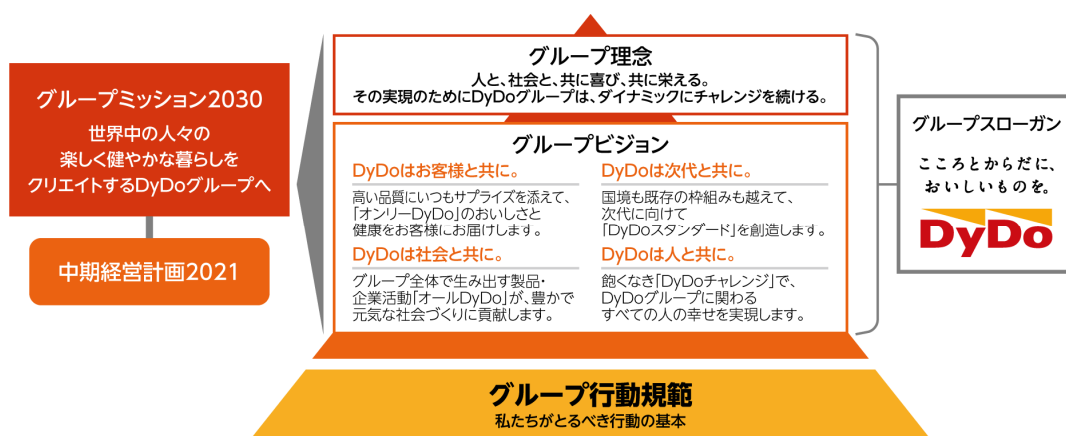 グループミッション2030
世界中の人々の
楽しく健やかな暮らしを
クリエイトするDyDoグループへ
中期経営計画2021
グループ理念
人と、社会と、共に喜び、共に栄える。
その実現のためにDyDoグループは、ダイナミックにチャレンジを続ける。
グループビジョン
DyDoはお客様と共に。
高い品質にいつもサプライズを添えて、
「オンリーDyDo」のおいしさと
健康をお客様にお届けします。
DyDoは次代と共に。
国境も既存の枠組みも越えて、
次代に向けて
「DyDoスタンダード」を創造します。
DyDoは社会と共に。
グループ全体で生み出す製品・
企業活動「オールDyDo」が、豊かで
元気な社会づくりに貢献します。
DyDoは人と共に。
飽くなき「DyDoチャレンジ」で、
DyDoグループに関わる
すべての人の幸せを実現します。
グループ行動規範
私たちがとるべき行動の基本
グループスローガン
こころとからだに、
おいしいものを。
DyDo